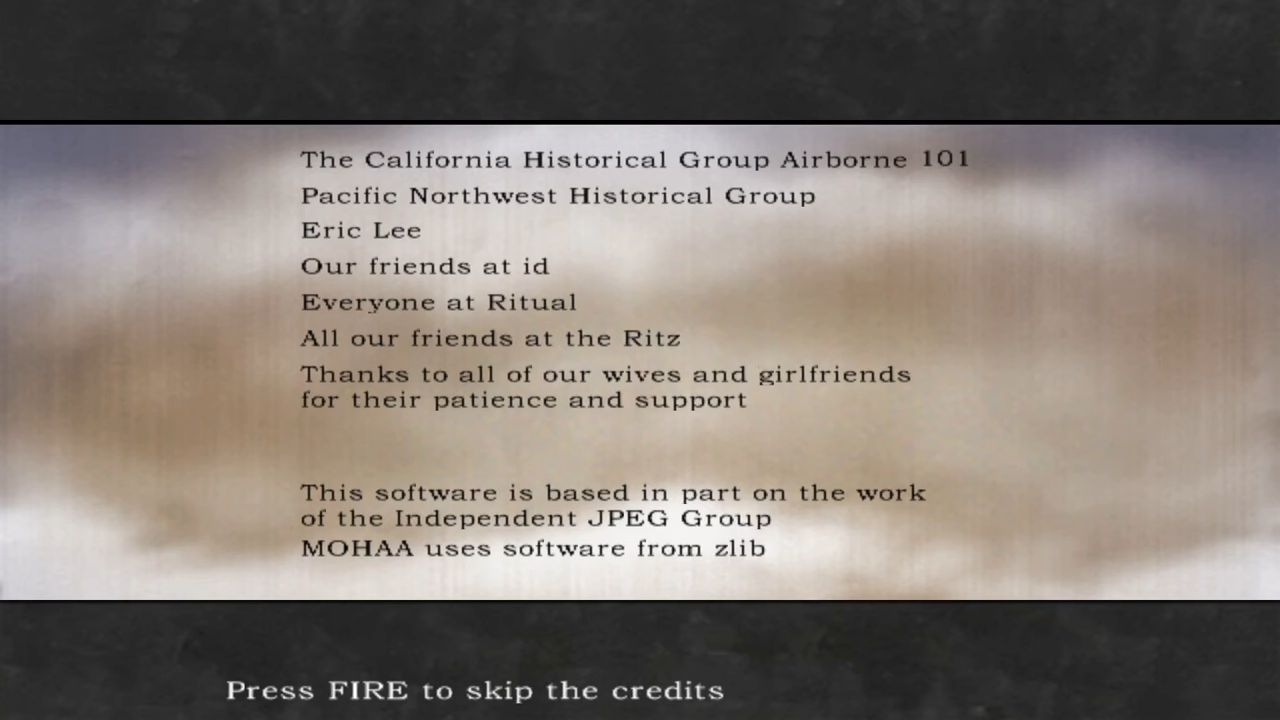 The California Historical Group Airborne 101
Pacific Northwest Historical Group
Eric Lee
Our friends at id
Everyone at Ritual
All our friends at the Ritz
Thanks to all of our wives and girlfriends
for their patience and support
This software is based in part on the work
of the Independent JPEG Group
MOHAA uses software from zlib
Press FIRE to skip the credits